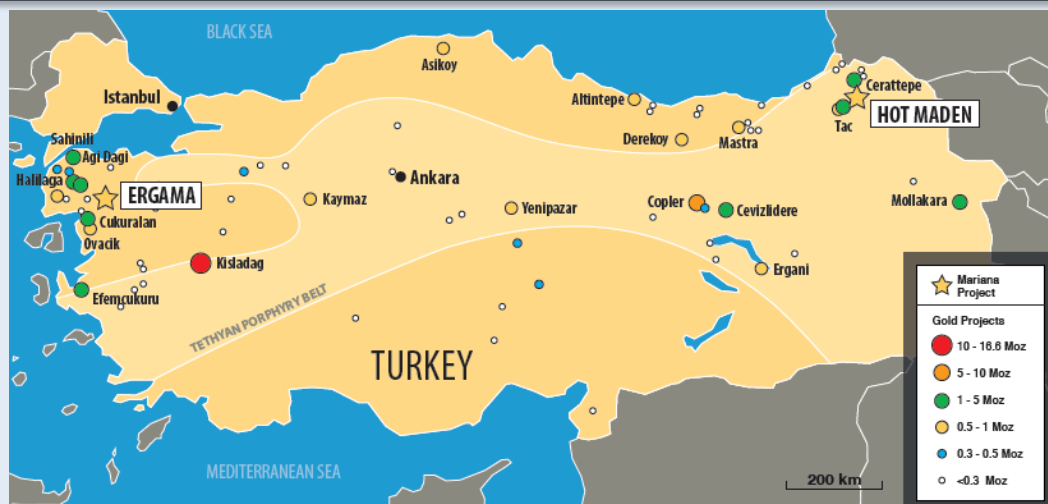 BLACK SEA
Asikoy
Istanbul
Altintepe
Cerattepe
HOT MADEN
Tac
Sahinili
Agi Dagi
Derekoy
Mastra
Halilaga
ERGAMA
Ankara
Kaymaz
Yenipazar
Copler
Cevizlidere
Mollakara
Cukuralan
Ovacik
Kisladag
Ergani
Efemcukuru
TETHYAN PORPHYRY BELT
TURKEY
MEDITERRANEAN SEA
200 km
Mariana
Project
Gold Projects
10 - 16.6 Moz
5 - 10 Moz
1 - 5 Moz
0.5 - 1 Moz
0.3 - 0.5 Moz
<0.3 Moz